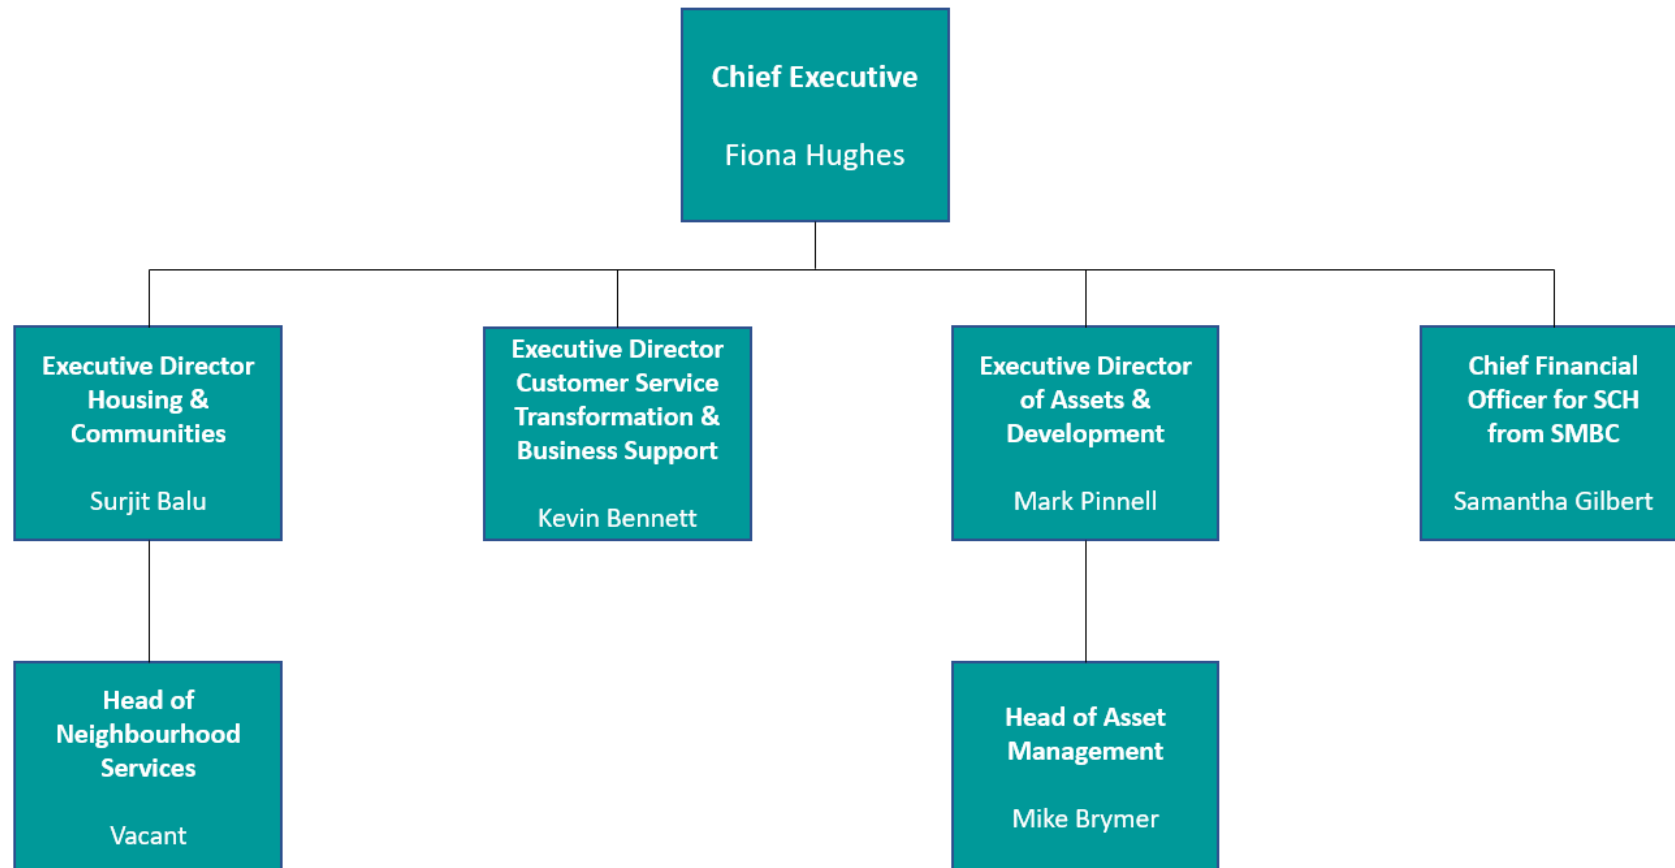 Chief Executive
Fiona Hughes
Executive Director
Housing &
Communities
Surjit Balu
Executive Director
Customer Service
Transformation &
Business Support
Kevin Bennett
Executive Director
of Assets &
Development
Mark Pinnell
Chief Financial
Officer for SCH
from SMBC
Samantha Gilbert
Head of
Neighbourhood
Services
Vacant
Head of Asset
Management
Mike Brymer